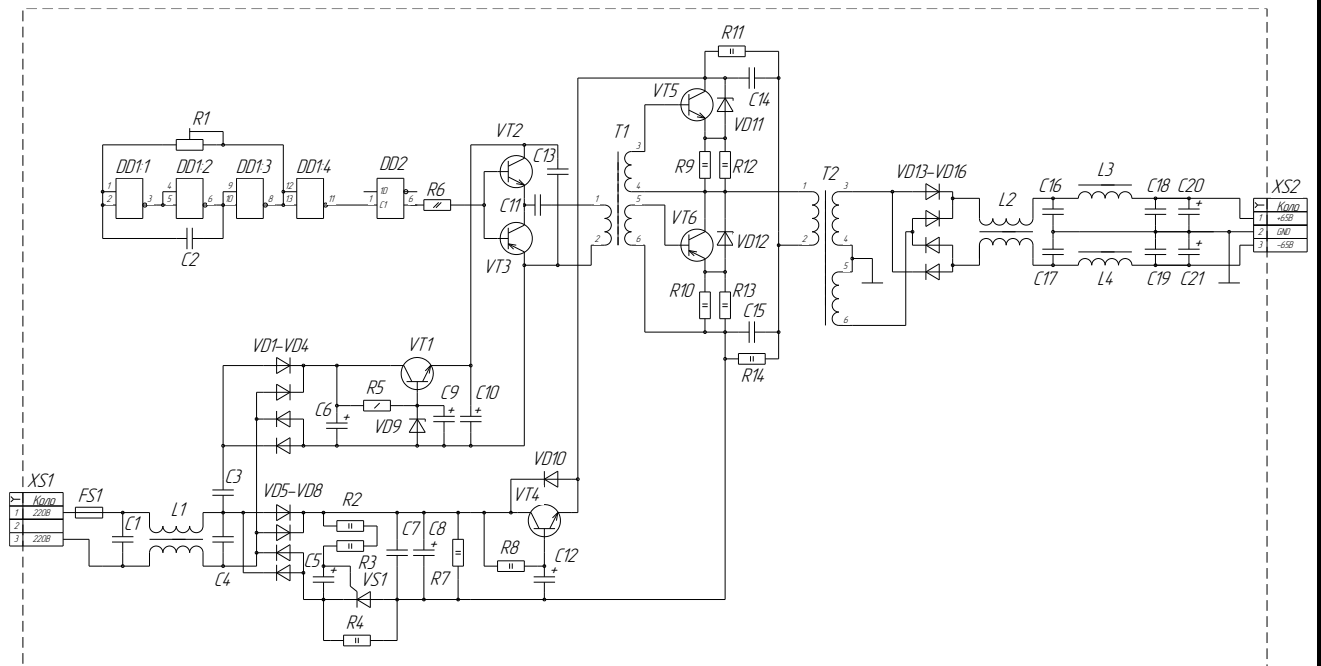 R11
VT5
C14
VD11
R1
VT2
T1
C13
3
DD1:1
DD1:2
DD1:3
DD1:4
DD2
R9
R12
T2
VD13-VD16
L3
1
2
3
4
5
6
9
10
8
12
13
11
1D
C1
1
6
R6
C11
1
2
4
5
6
1
2
3
4
5
6
L2
C16
C18
C20
+
XS2
Коло
1 +65В
2 GND
3 -65В
VT6
VD12
C2
VT3
R10
R13
C15
C17
L4
C19
C21
+
R14
VD1-VD4
VT1
R5
C9
C10
C6
+
VD9
+
+
XS1
Коло
1 220В
2
3 220В
FS1
C1
L1
C3
C4
VD5-VD8
R2
R3
C5
+
VS1
R4
C7
C8
+
R7
VD10
VT4
R8
C12
+